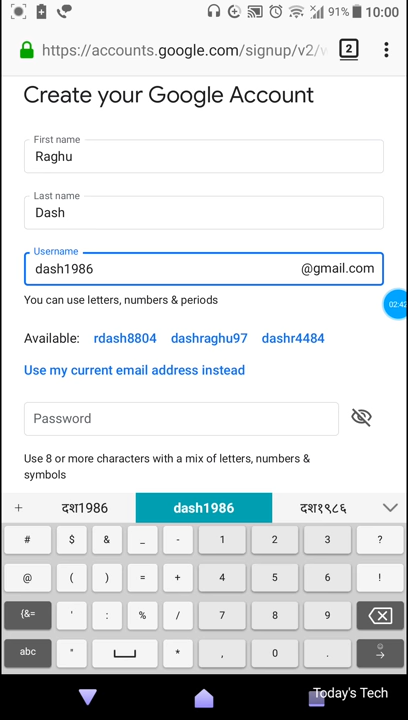 91% 10:00
https://accounts.google.com/signup/v2/w 2
Create your Google Account
First name
Raghu
Last name
Dash
Username
dash1986 @gmail.com
You can use letters, numbers & periods
02:42
Available: rdash8804 dashraghu97 dashr4484
Use my current email address instead
Password
Use 8 or more characters with a mix of letters, numbers &
symbols
+ दश1986 dash1986 दश१९८६
# $ & _ - 1 2 3 ?
@ ( ) = + 4 5 6 !
{&= ' : % / 7 8 9
abc " * , 0 .
Today's Tech